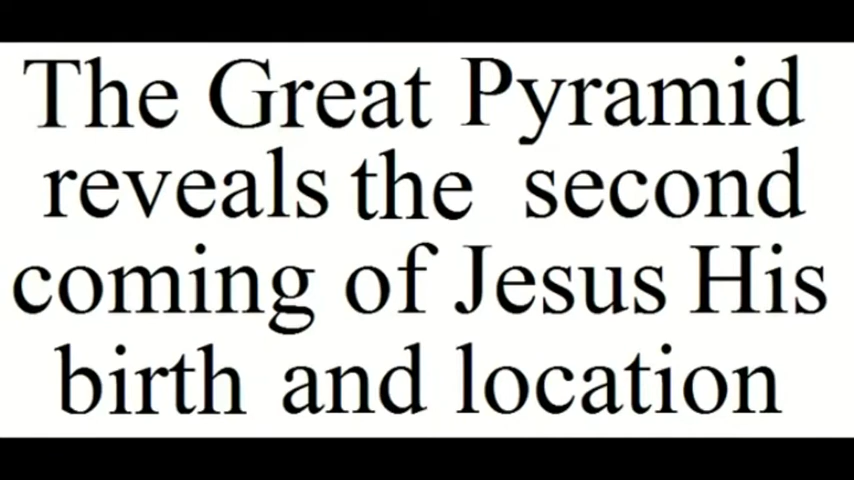 The Great Pyramid
reveals the second
coming of Jesus His
birth and location